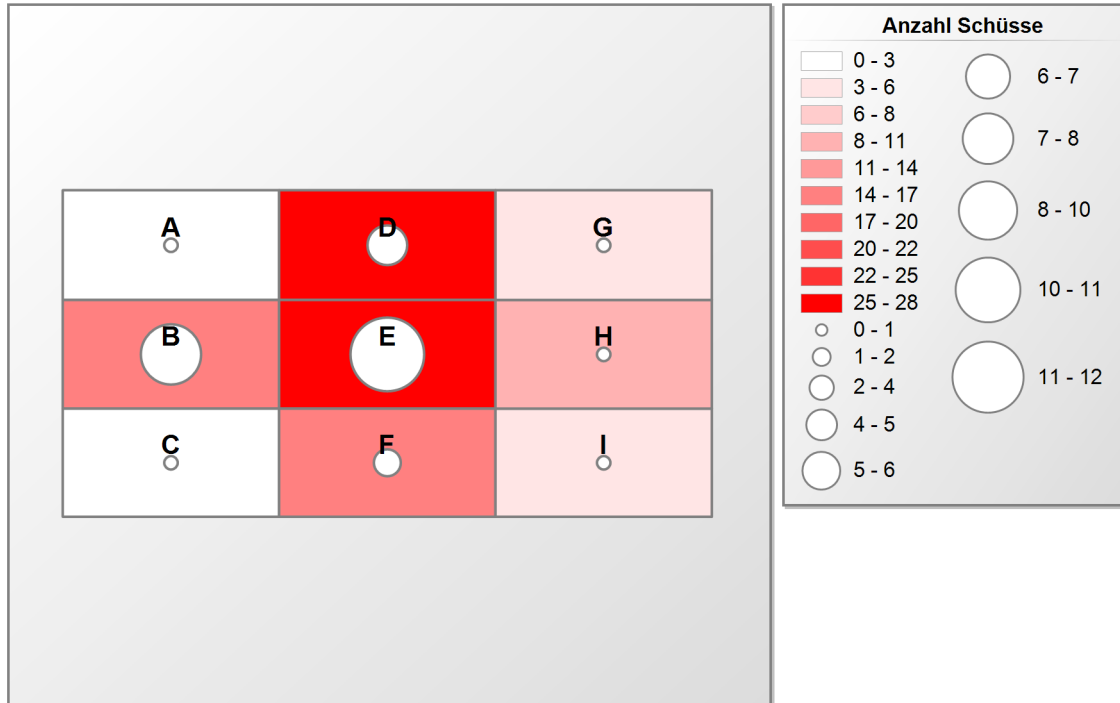 A
D
G
B
E
H
C
F
I
Anzahl Schüsse
0 - 3
3 - 6
6 - 8
8 - 11
11 - 14
14 - 17
17 - 20
20 - 22
22 - 25
25 - 28
0 - 1
1 - 2
2 - 4
4 - 5
5 - 6
6 - 7
7 - 8
8 - 10
10 - 11
11 - 12